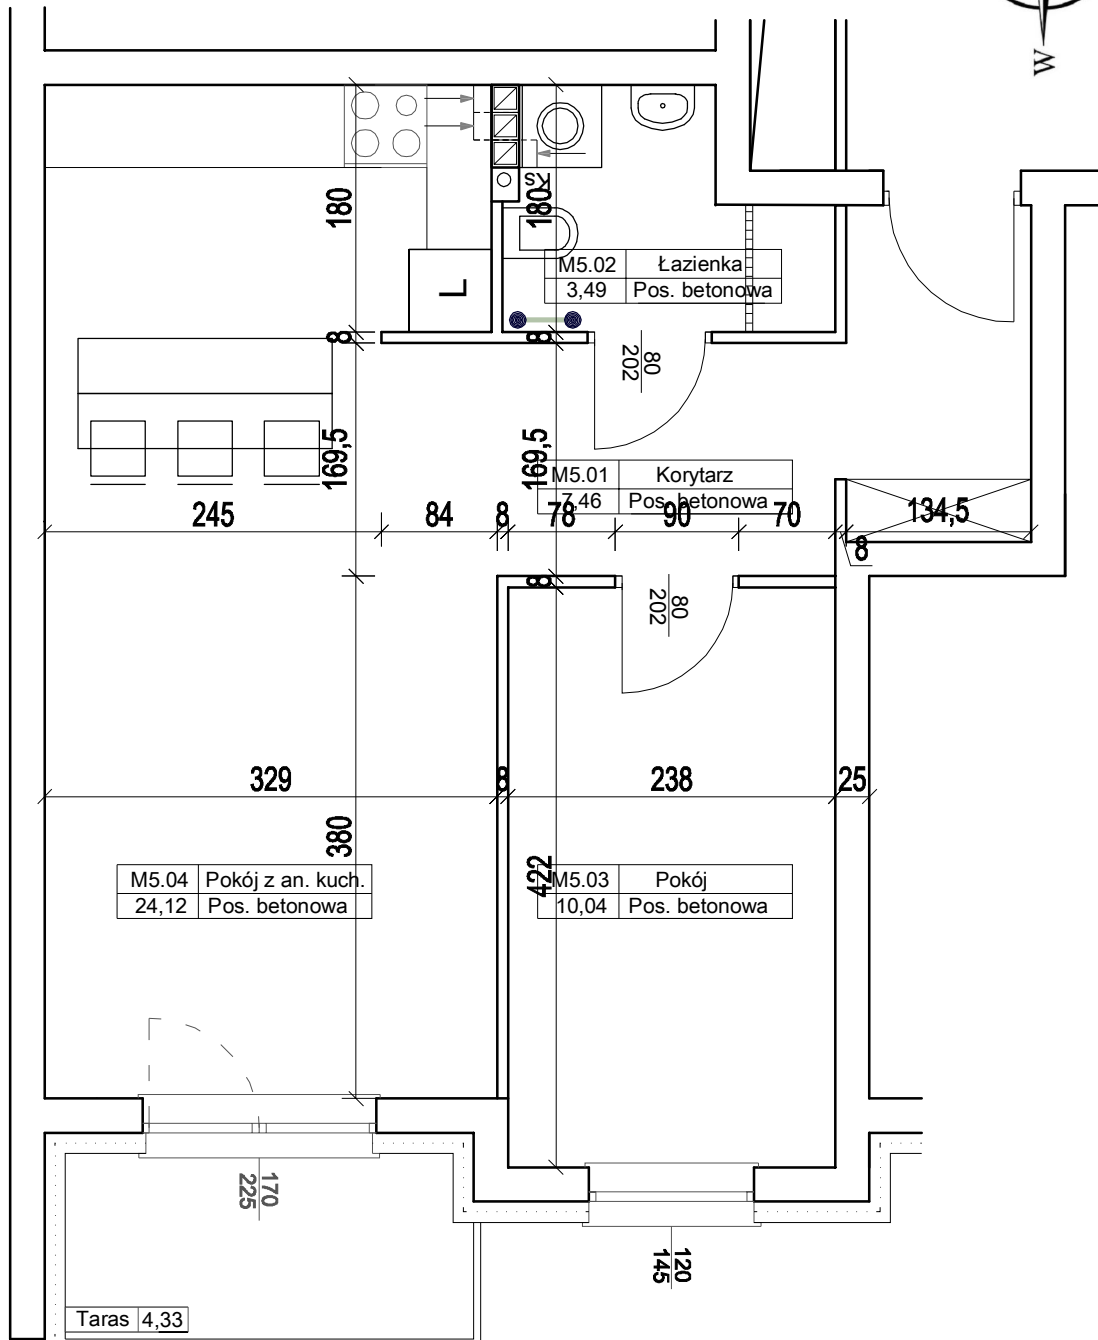 W
180
KS
180
M5.02 Łazienka
3,49 Pos. betonowa
L
8
8
80
202
169,5
169,5
M5.01 Korytarz
7,46 Pos. betonowa
245
84
8
78
90
70
134,5
8
8
80
202
329
8
238
25
380
422
M5.04 Pokój z an. kuch.
24,12 Pos. betonowa
M5.03 Pokój
10,04 Pos. betonowa
170
225
120
145
Taras 4,33